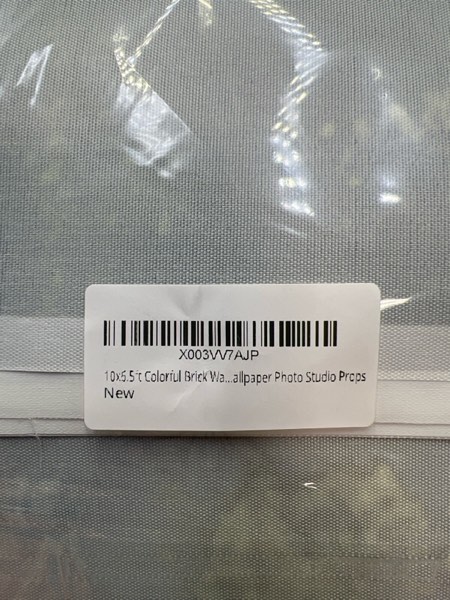 X003VV7AJP
10x6.5ft Colorful Brick Wa...allpaper Photo Studio Props
New